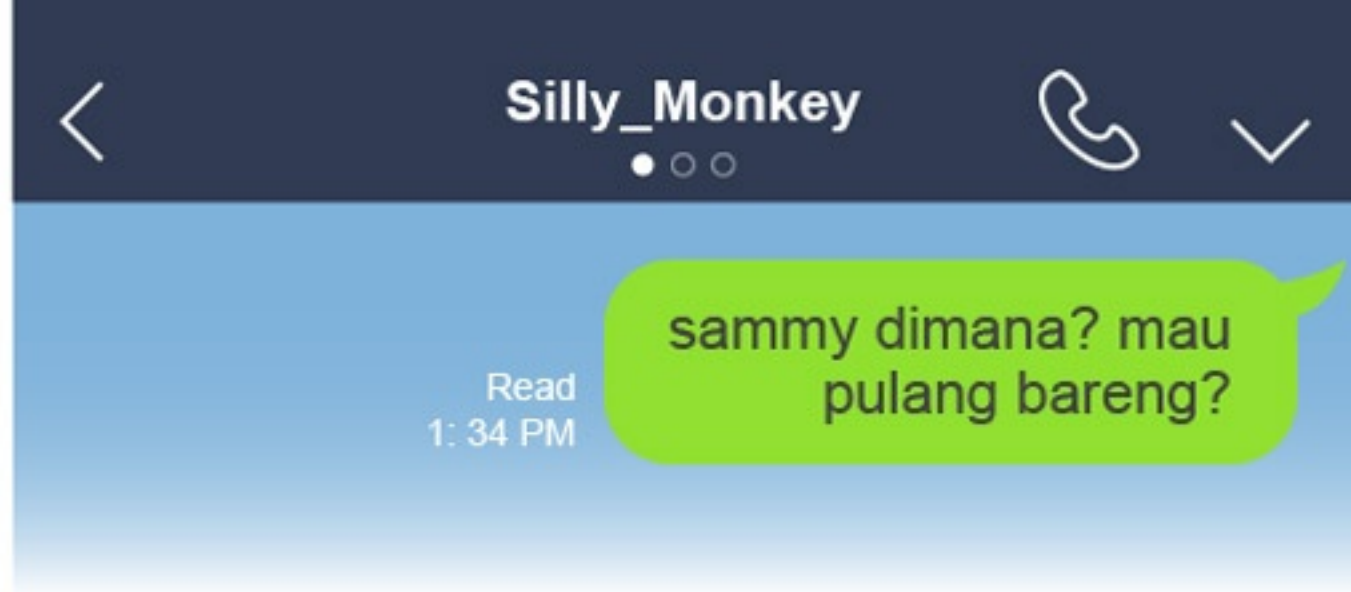 Silly_Monkey
sammy dimana? mau
pulang bareng?
Read
1: 34 PM